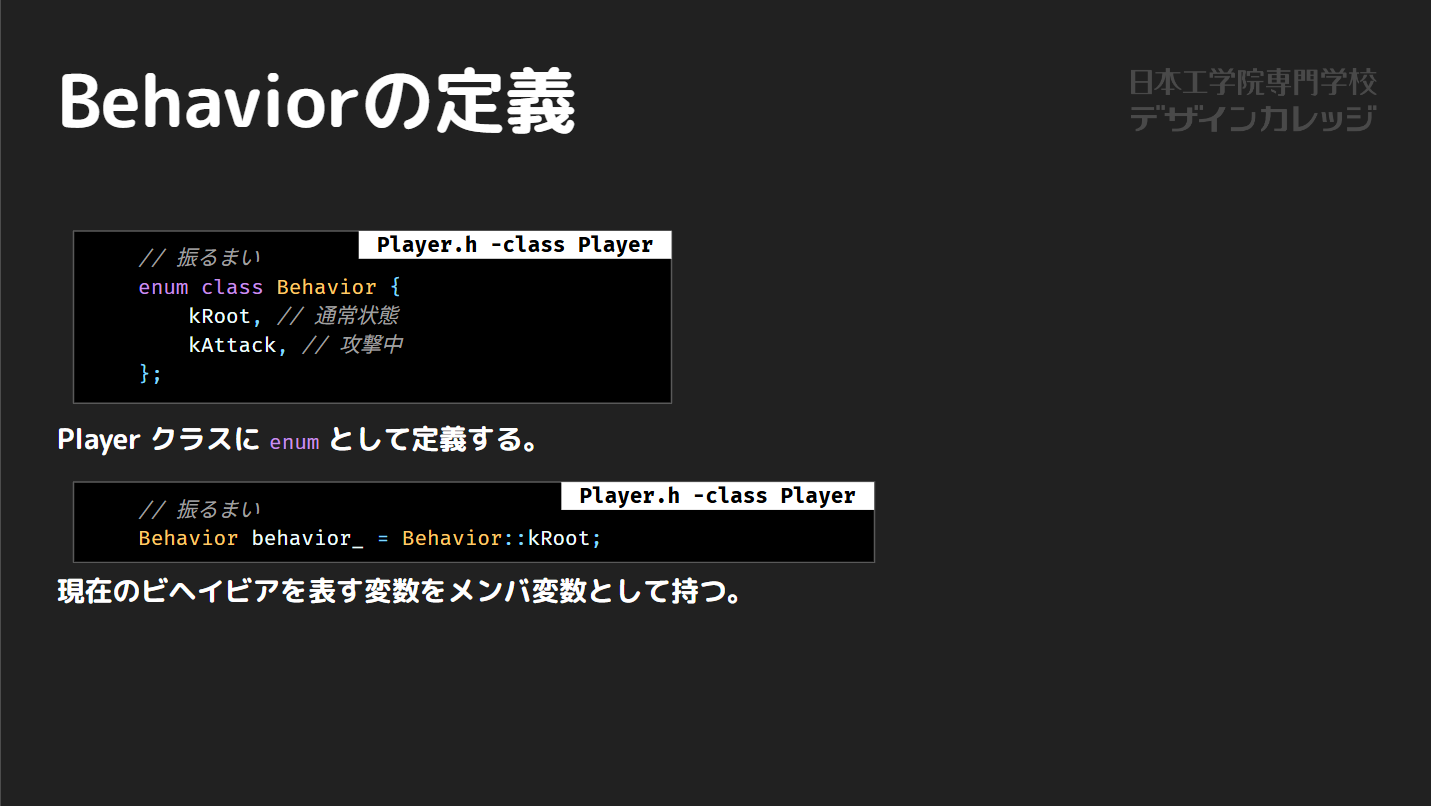 Behaviorの定義
日本工学院専門学校
デザインカレッジ
Player.h -class Player
// 振るまい
enum class Behavior {
kRoot, // 通常状態
kAttack, // 攻撃中
};
Player クラスに enum として定義する。
Player.h -class Player
// 振るまい
Behavior behavior_ = Behavior::kRoot;
現在のビヘイビアを表す変数をメンバ変数として持つ。